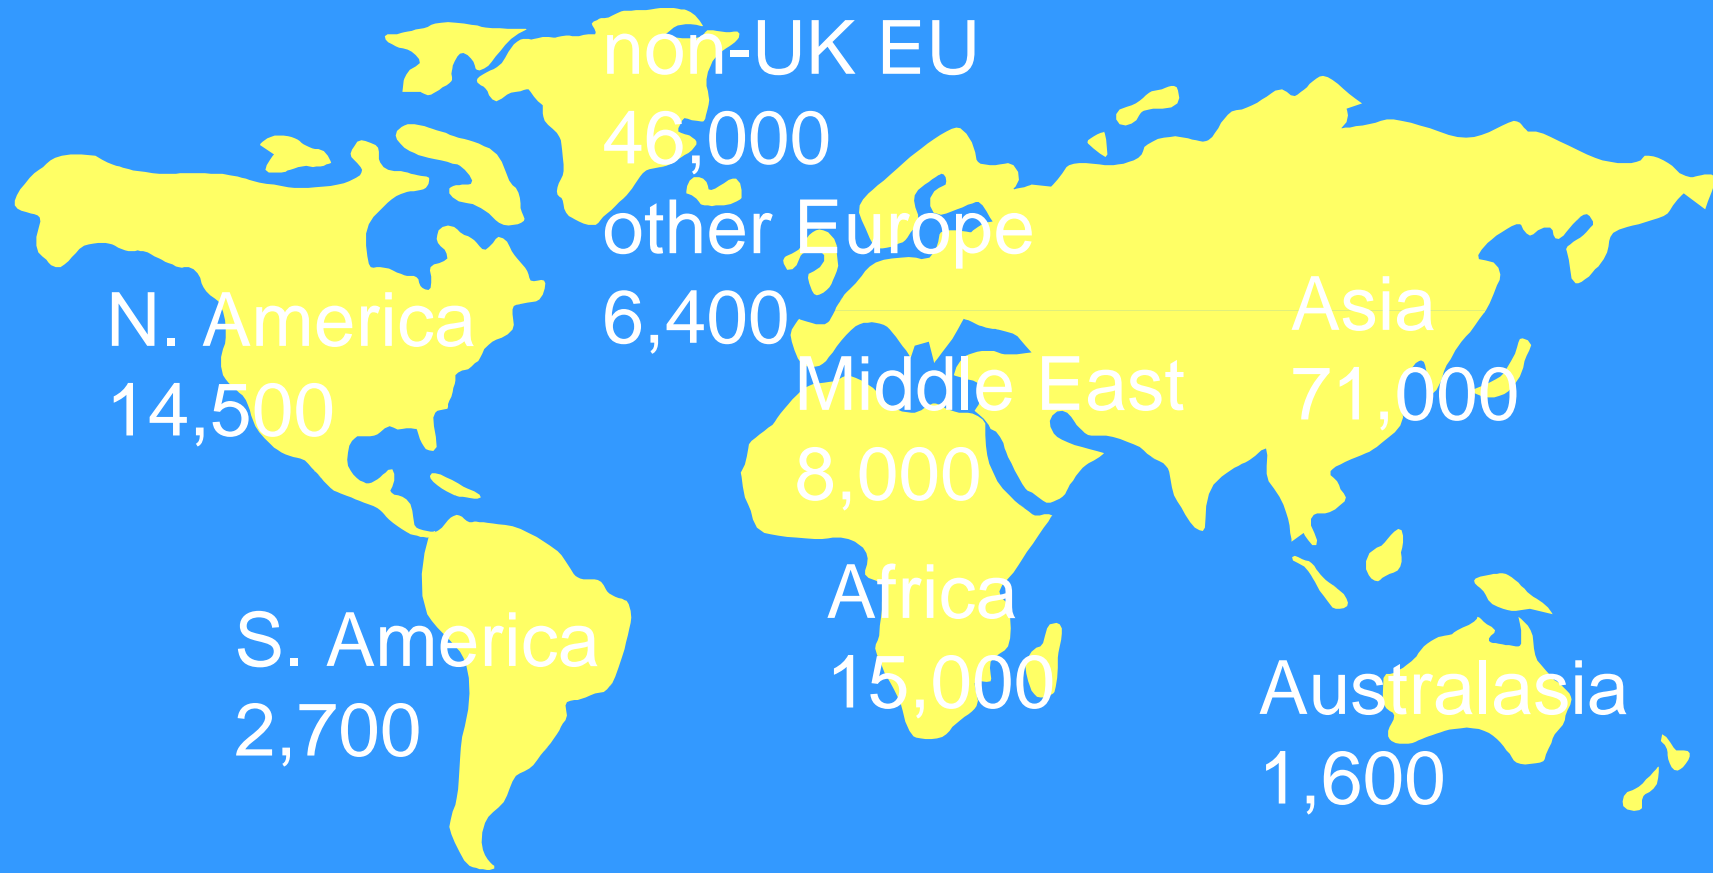 non-UK EU
46,000
other Europe
6,400
N. America
14,500
Asia
71,000
Middle East
8,000
Africa
15,000
S. America
2,700
Australasia
1,600